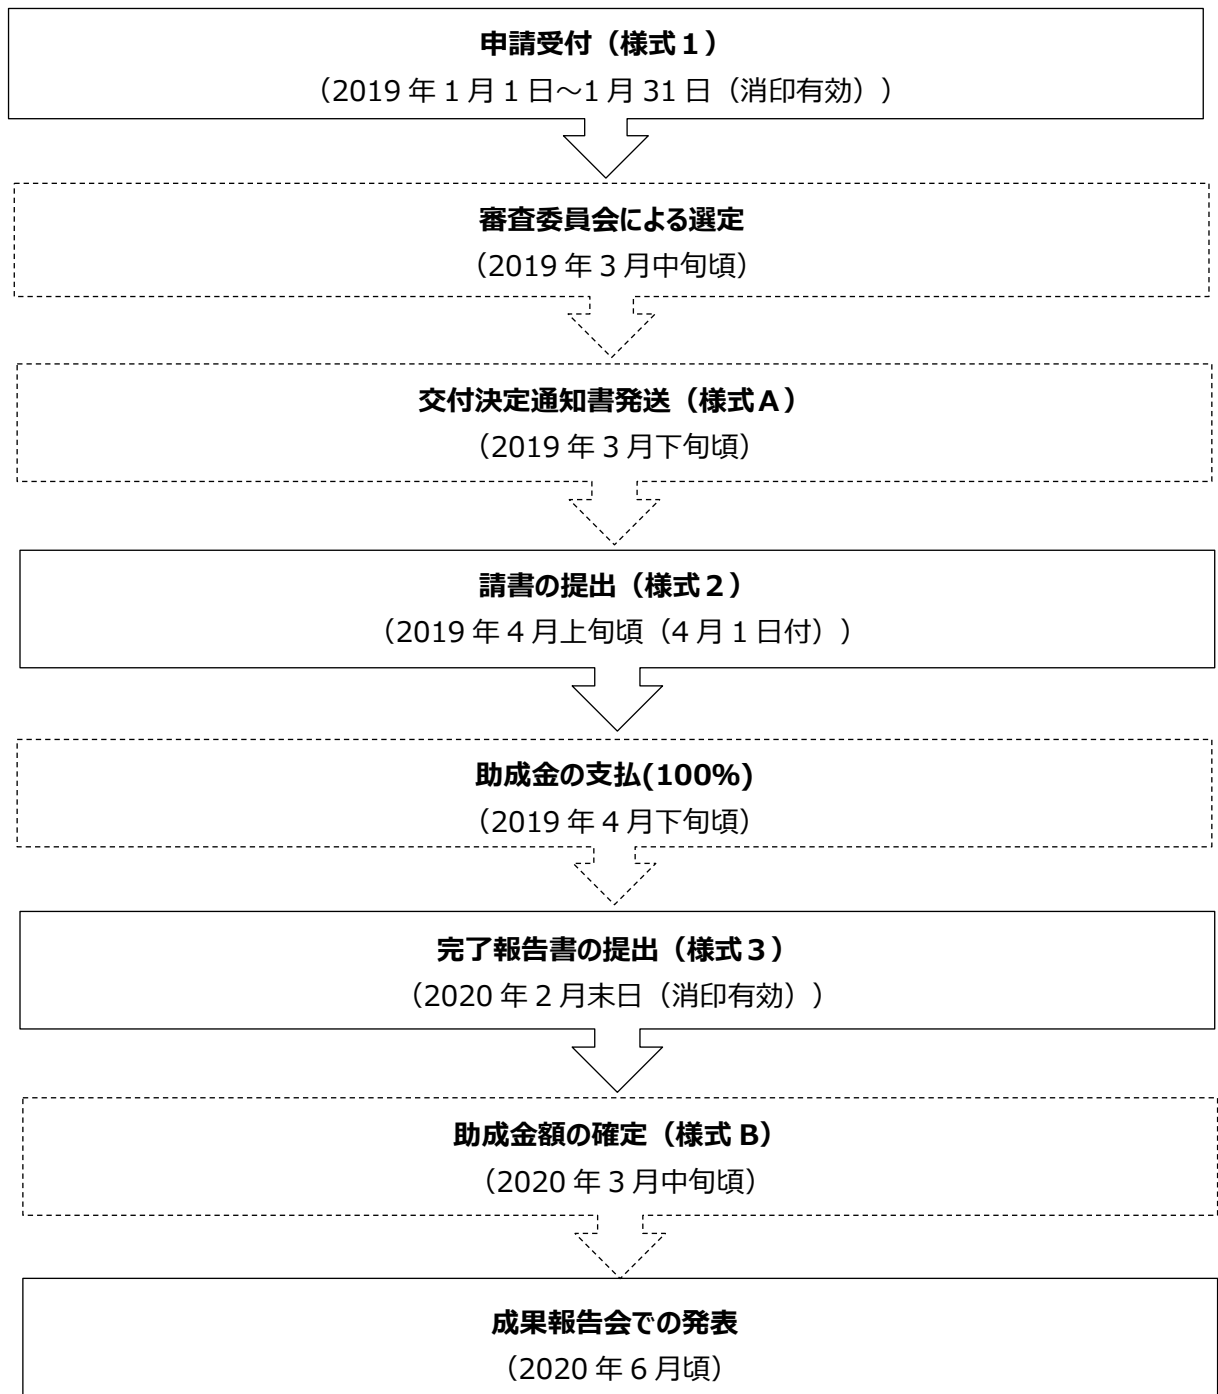 申請受付（様式１）
（2019 年 1 月 1 日～1 月 31 日（消印有効））
審査委員会による選定
（2019 年 3 月中旬頃）
交付決定通知書発送（様式Ａ）
（2019 年 3 月下旬頃）
請書の提出（様式２）
（2019 年 4 月上旬頃（4 月 1 日付））
助成金の支払(100%)
（2019 年 4 月下旬頃）
完了報告書の提出（様式３）
（2020 年 2 月末日（消印有効））
助成金額の確定（様式 B）
（2020 年 3 月中旬頃）
成果報告会での発表
（2020 年 6 月頃）